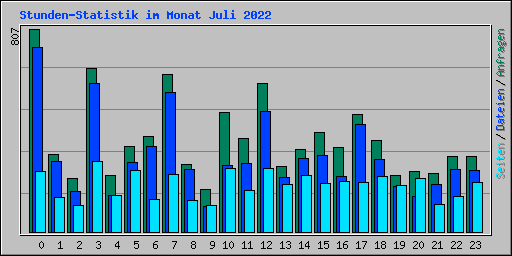 Stunden-Statistik im Monat Juli 2022
807
Seiten / Dateien / Anfragen
0 1 2 3 4 5 6 7 8 9 10 11 12 13 14 15 16 17 18 19 20 21 22 23